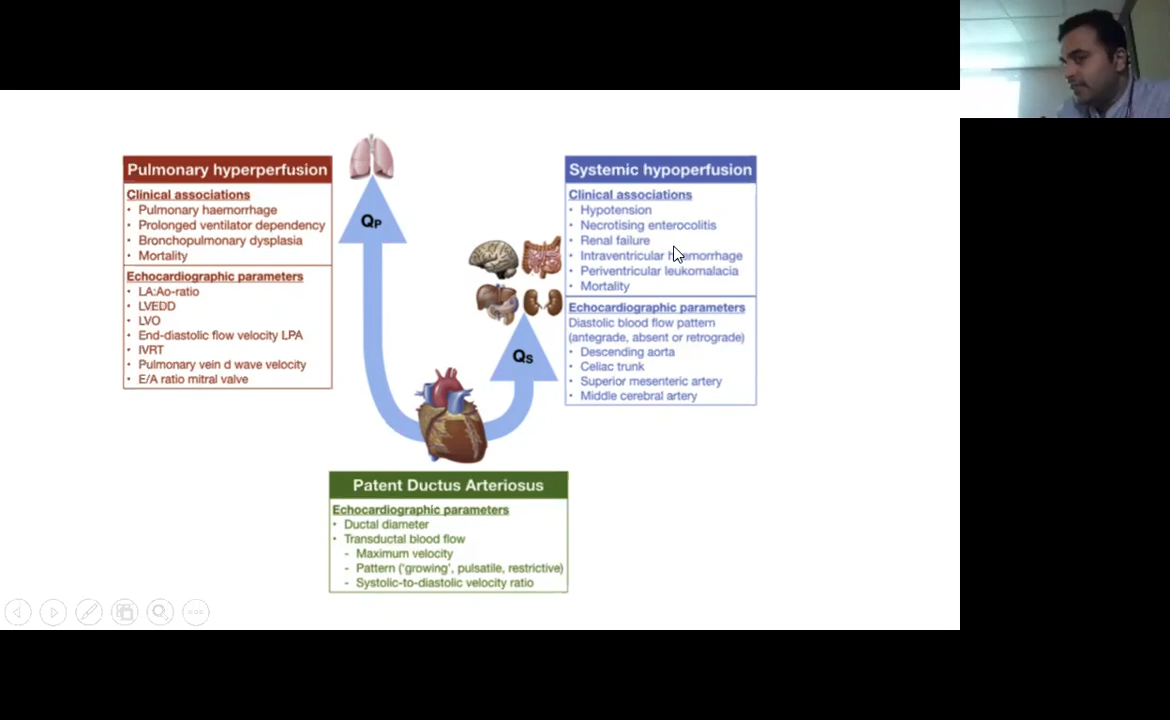 Pulmonary hyperperfusion
Clinical associations
• Pulmonary haemorrhage
• Prolonged ventilator dependency
• Bronchopulmonary dysplasia
• Mortality
Echocardiographic parameters
• LA:Ao-ratio
• LVEDD
• LVO
• End-diastolic flow velocity LPA
• IVRT
• Pulmonary vein d wave velocity
• E/A ratio mitral valve
QP
QS
Systemic hypoperfusion
Clinical associations
• Hypotension
• Necrotising enterocolitis
• Renal failure
• Intraventricular haemorrhage
• Periventricular leukomalacia
• Mortality
Echocardiographic parameters
Diastolic blood flow pattern
(antegrade, absent or retrograde)
• Descending aorta
• Celiac trunk
• Superior mesenteric artery
• Middle cerebral artery
Patent Ductus Arteriosus
Echocardiographic parameters
• Ductal diameter
• Transductal blood flow
- Maximum velocity
- Pattern ('growing', pulsatile, restrictive)
- Systolic-to-diastolic velocity ratio